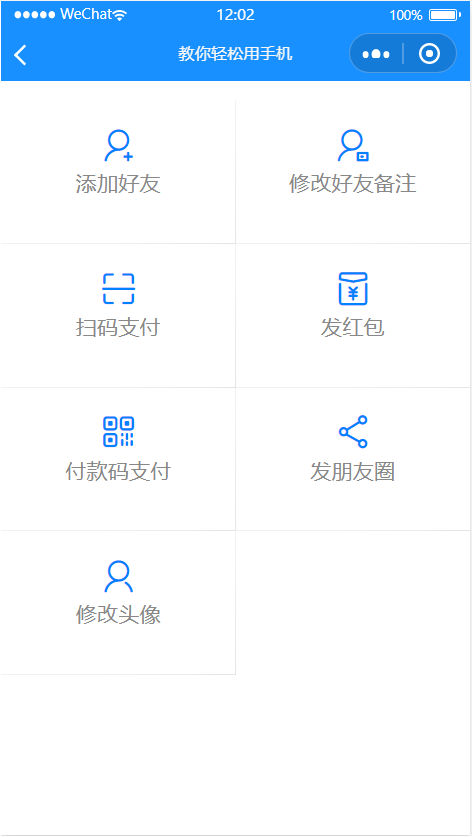 WeChat 12:02 100%
教你轻松用手机
添加好友 修改好友备注
扫码支付 发红包
付款码支付 发朋友圈
修改头像